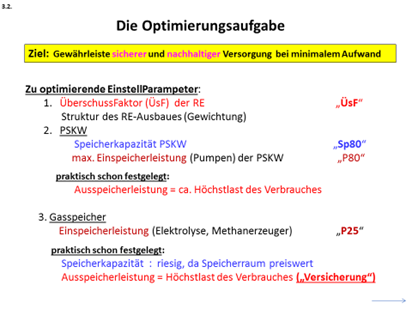 3.2.
Die Optimierungsaufgabe
Ziel: Gewährleiste sicherer und nachhaltiger Versorgung bei minimalem Aufwand
Zu optimierende EinstellParampeter:
1. ÜberschussFaktor (ÜsF) der RE „ÜsF“
Struktur des RE-Ausbaues (Gewichtung)
2. PSKW
Speicherkapazität PSKW „Sp80“
max. Einspeicherleistung (Pumpen) der PSKW „P80“
praktisch schon festgelegt:
Ausspeicherleistung = ca. Höchstlast des Verbrauches
3. Gasspeicher
Einspeicherleistung (Elektrolyse, Methanerzeuger) „P25“
praktisch schon festgelegt:
Speicherkapazität : riesig, da Speicherraum preiswert
Ausspeicherleistung = Höchstlast des Verbrauches („Versicherung“)